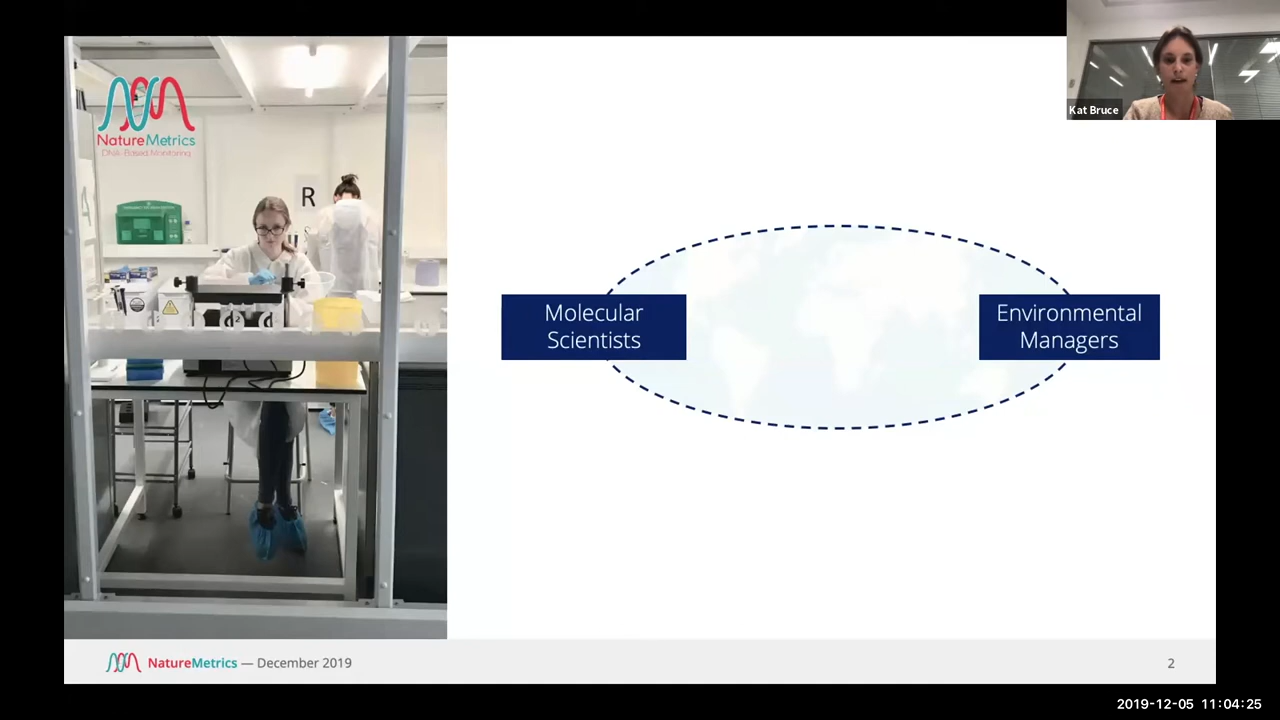 Kat Bruce
NatureMetrics
DNA-Based Monitoring
R
Molecular
Scientists
Environmental
Managers
NatureMetrics — December 2019
2
2019-12-05 11:04:25